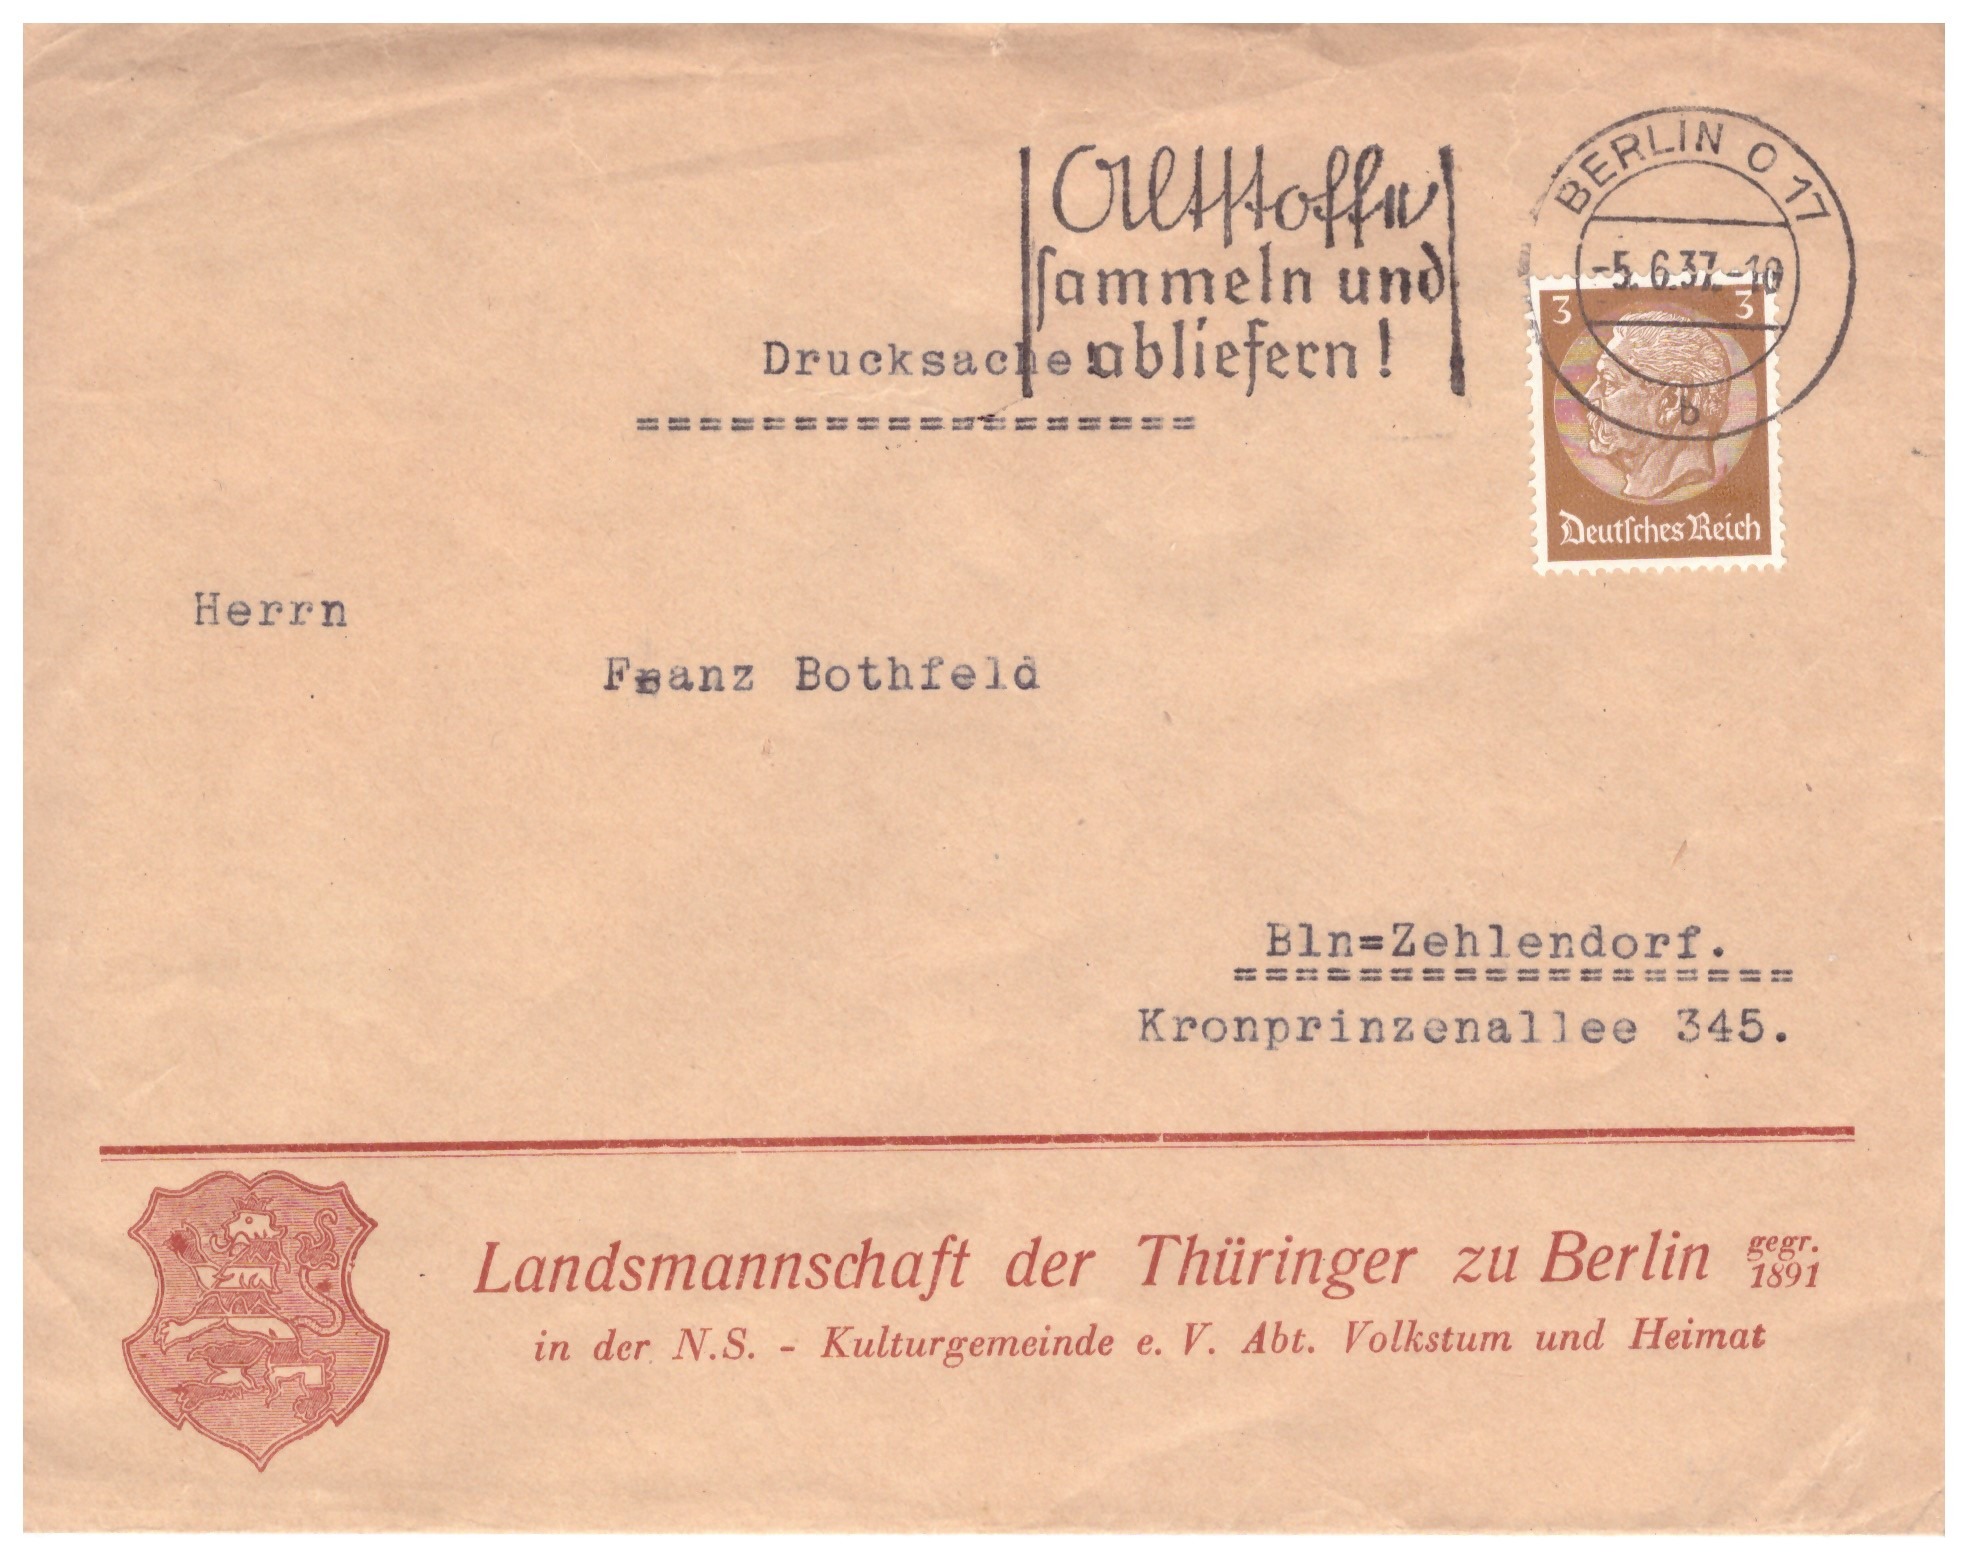 Altstoffe
sammeln und
abliefern!
BERLIN O 17
-5.6.37.-10
b
3 3
Deutsches Reich
Drucksache!
==================
Herrn
Franz Bothfeld
Bln=Zehlendorf.
==================
Kronprinzenallee 345.
Landsmannschaft der Thüringer zu Berlin gegr. 1891
in der N.S. - Kulturgemeinde e. V. Abt. Volkstum und Heimat